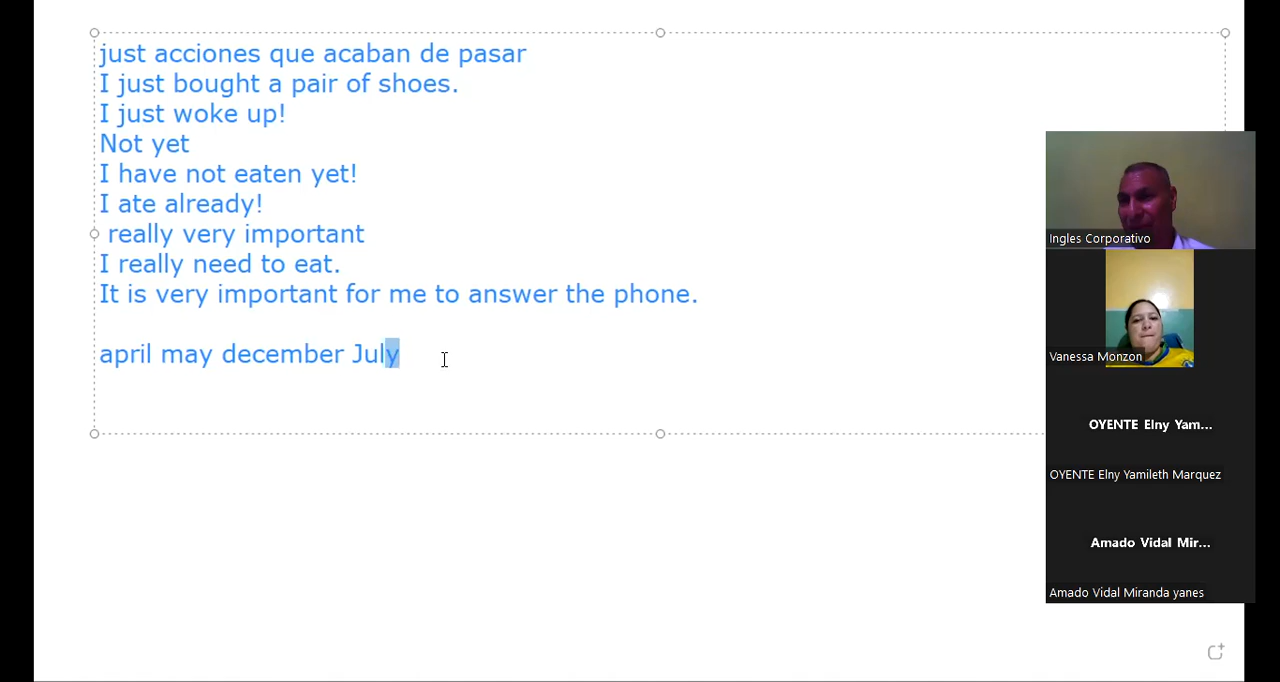 just acciones que acaban de pasar
I just bought a pair of shoes.
I just woke up!
Not yet
I have not eaten yet!
I ate already!
really very important
I really need to eat.
It is very important for me to answer the phone.
april may december July
Ingles Corporativo
Vanessa Monzon
OYENTE Elny Yam...
OYENTE Elny Yamileth Marquez
Amado Vidal Mir...
Amado Vidal Miranda yanes